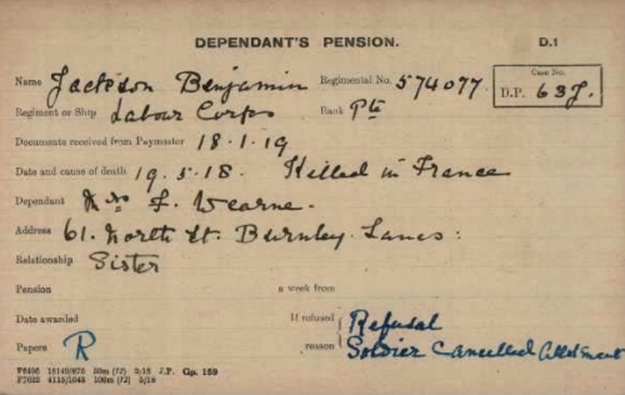 DEPENDANT'S PENSION. D.1
Name Jackson Benjamin Regimental No. 574077 Case No.
Regiment or Ship Labour Corps Rank Pte D.P. 63J.
Documents received from Paymaster 18.1.19
Date and cause of death 19.5.18. Killed in France
Dependant Mrs F. Wearne.
Address 61. North St. Burnley. Lancs:
Relationship Sister
Pension a week from
Date awarded If refused Refusal
Papers R reason Soldier Cancelled Allotment
J.P. Gp. 159